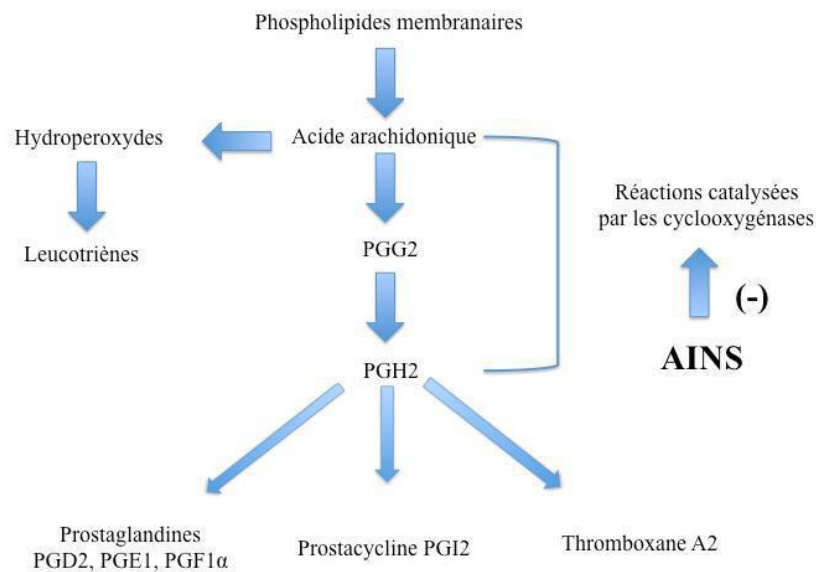 Phospholipides membranaires
Hydroperoxydes
Acide arachidonique
Réactions catalysées
par les cyclooxygénases
Leucotriènes
PGG2
(-)
AINS
PGH2
Prostaglandines
PGD2, PGE1, PGF1α
Prostacycline PGI2
Thromboxane A2